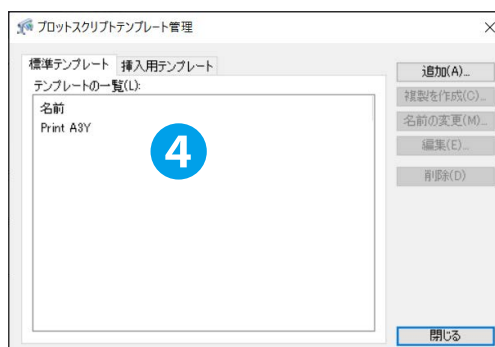 プロットスクリプトテンプレート管理
標準テンプレート 挿入用テンプレート
テンプレートの一覧(L):
名前
Print A3Y
4
追加(A)...
複製を作成(C)...
名前の変更(M)...
編集(E)...
削除(D)
閉じる